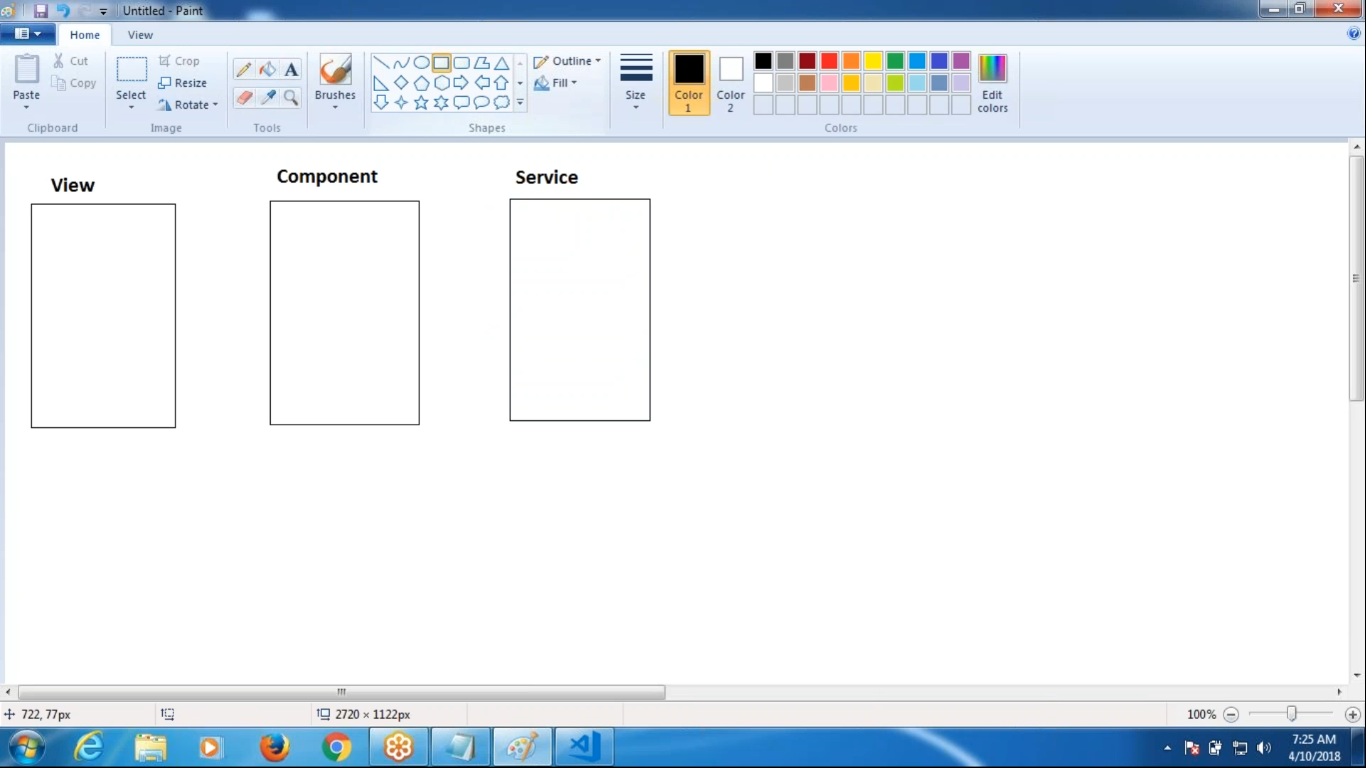 Untitled - Paint
Home View
Paste
Cut
Copy
Clipboard
Select
Crop
Resize
Rotate
Image
A
Tools
Brushes
Outline
Fill
Shapes
Size
Color 1
Color 2
Edit colors
Colors
View
Component
Service
722, 77px
2720 × 1122px
100%
7:25 AM
4/10/2018